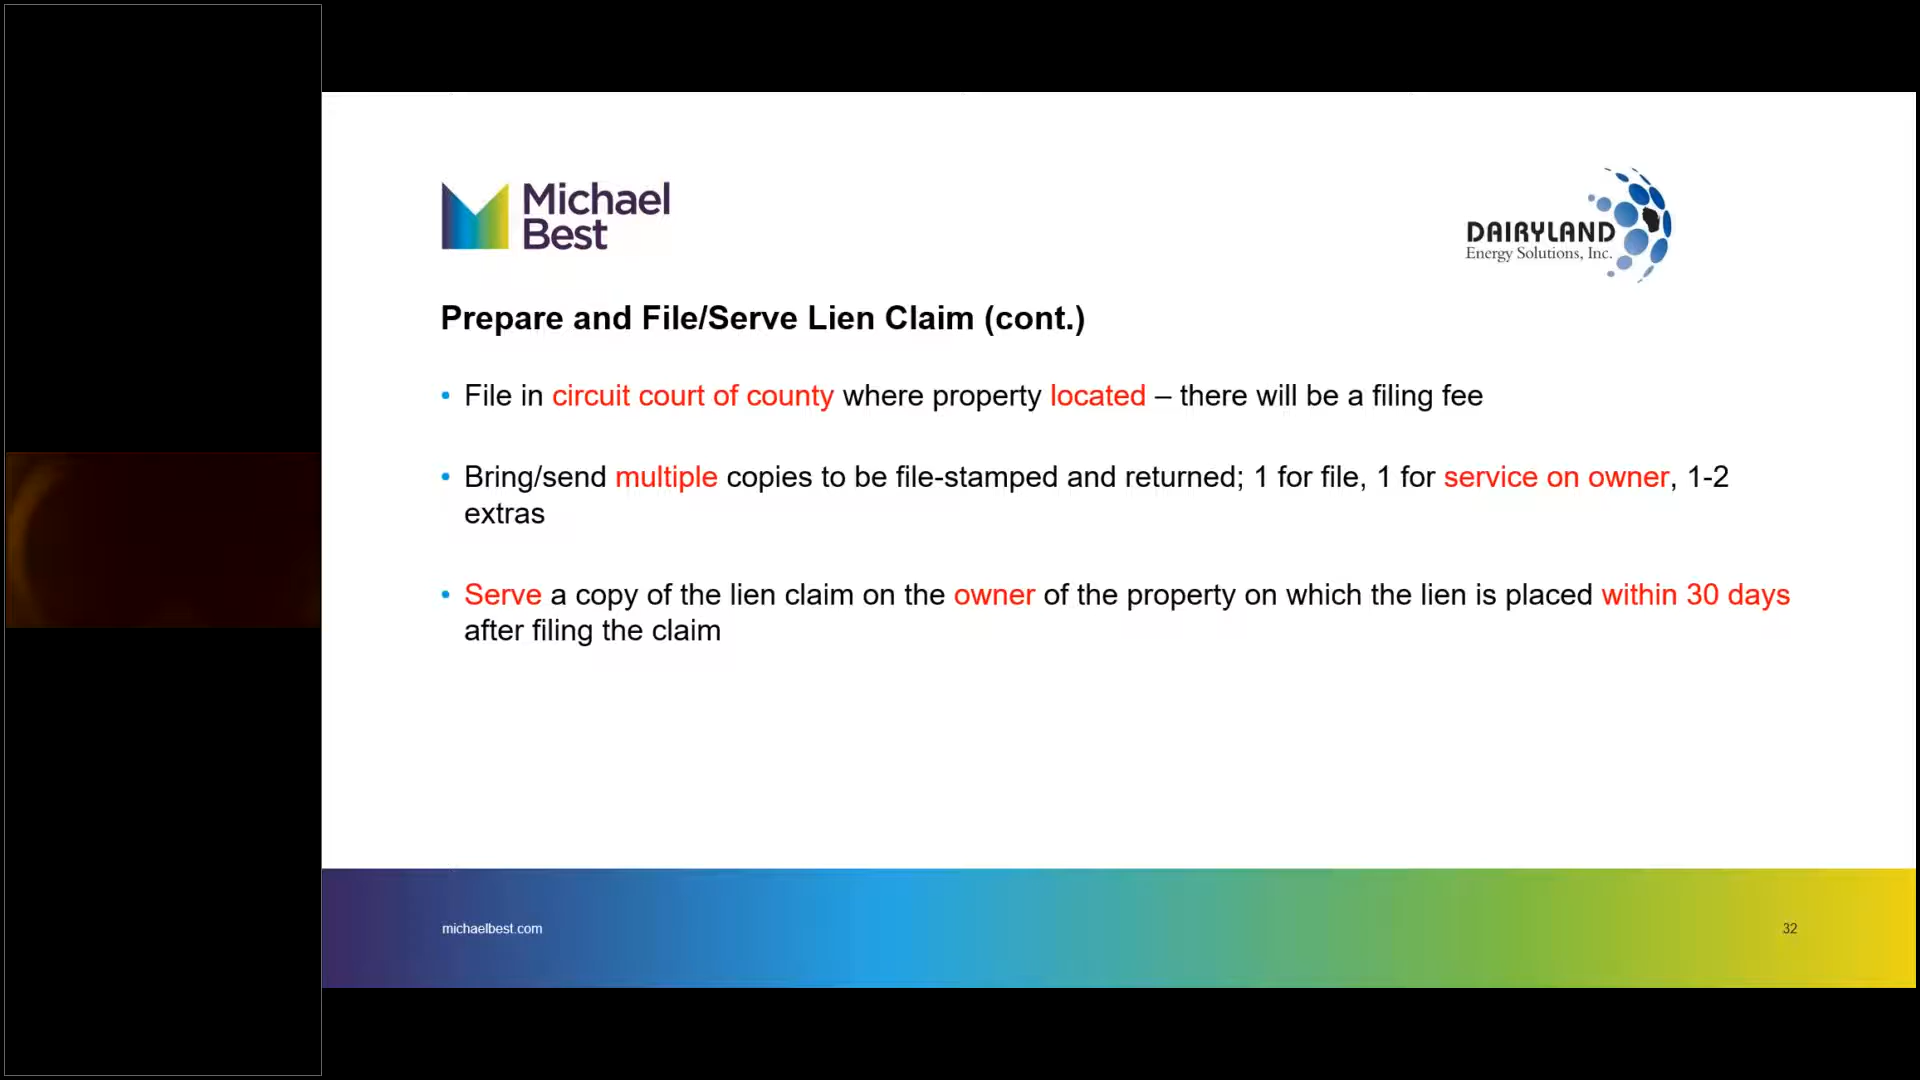 Michael
Best
DAIRYLAND
Energy Solutions, Inc.
Prepare and File/Serve Lien Claim (cont.)
• File in circuit court of county where property located – there will be a filing fee
• Bring/send multiple copies to be file-stamped and returned; 1 for file, 1 for service on owner, 1-2
extras
• Serve a copy of the lien claim on the owner of the property on which the lien is placed within 30 days
after filing the claim
michaelbest.com
32